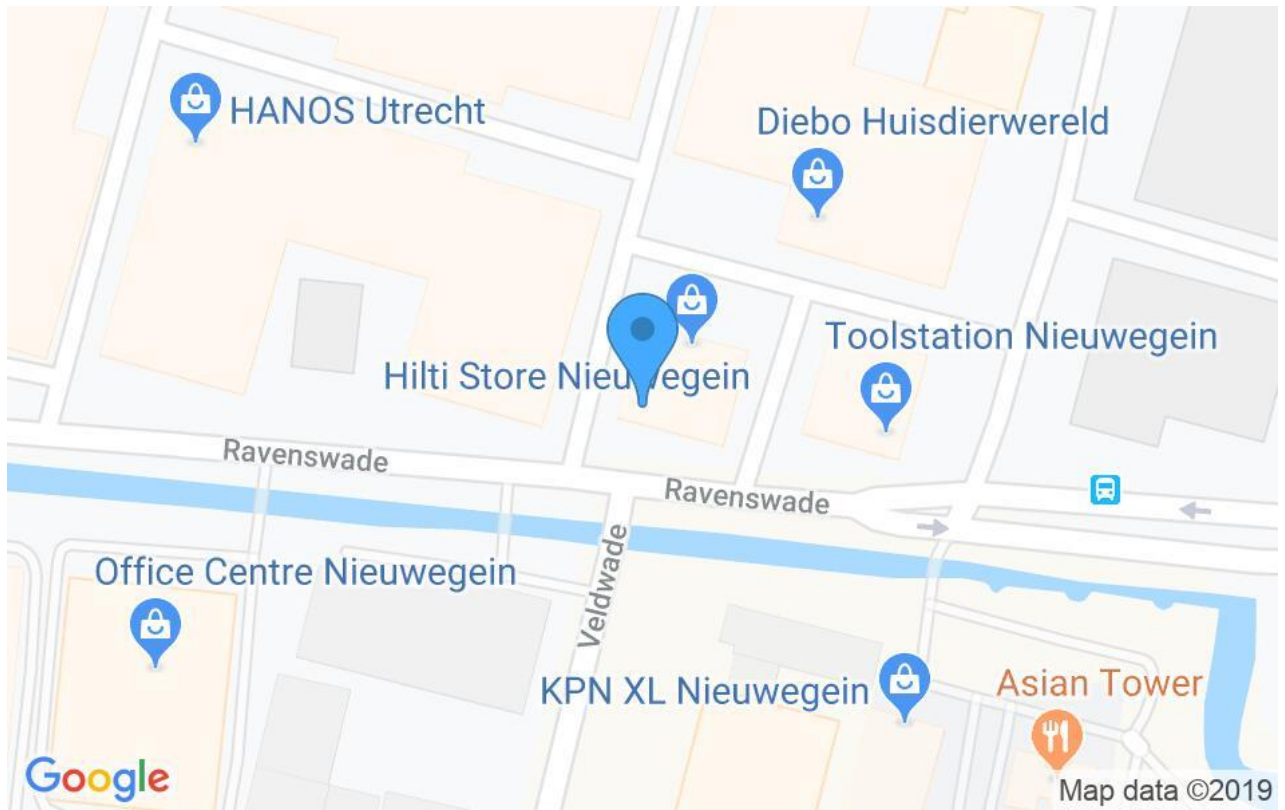 HANOS Utrecht
Diebo Huisdierwereld
Toolstation Nieuwegein
Hilti Store Nieuwegein
Ravenswade
Ravenswade
Veldwade
Office Centre Nieuwegein
KPN XL Nieuwegein
Asian Tower
Google
Map data ©2019